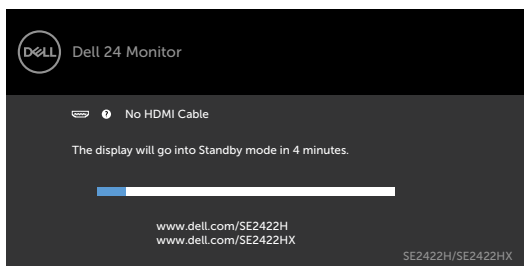 DELL
Dell 24 Monitor
No HDMI Cable
The display will go into Standby mode in 4 minutes.
www.dell.com/SE2422H
www.dell.com/SE2422HX
SE2422H/SE2422HX